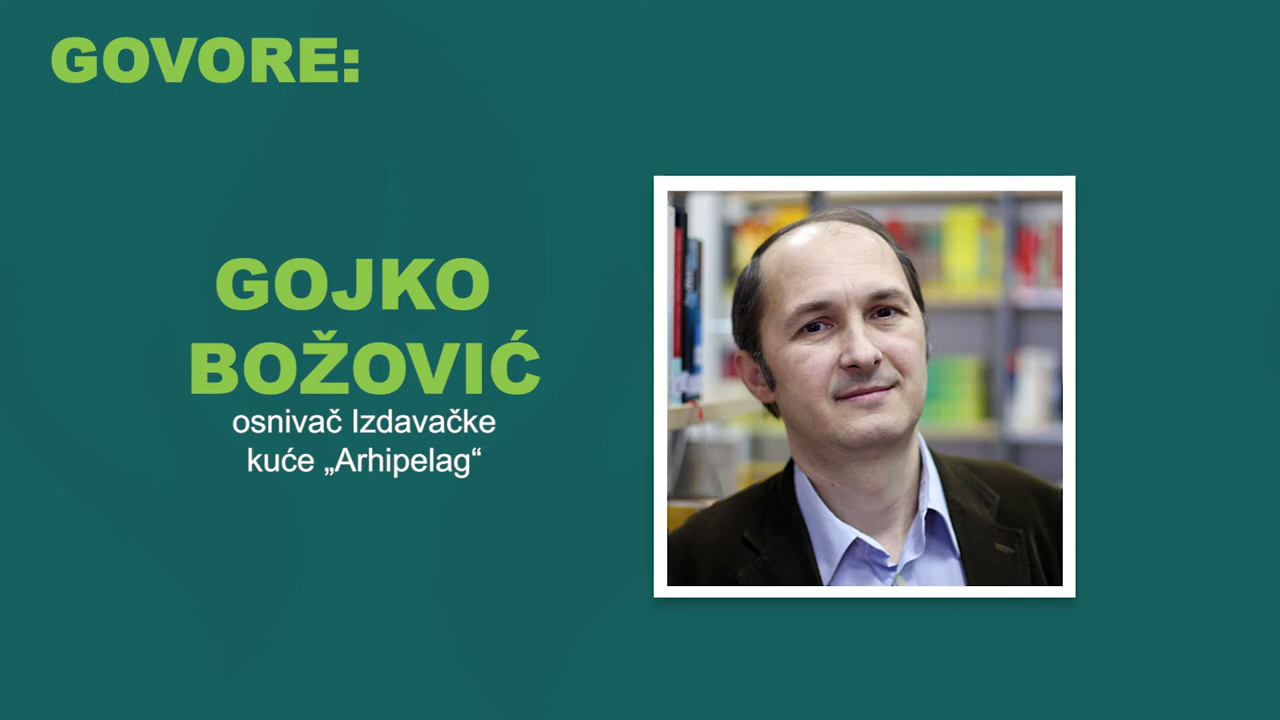 GOVORE:
GOJKO
BOŽOVIĆ
osnivač Izdavačke
kuće „Arhipelag“